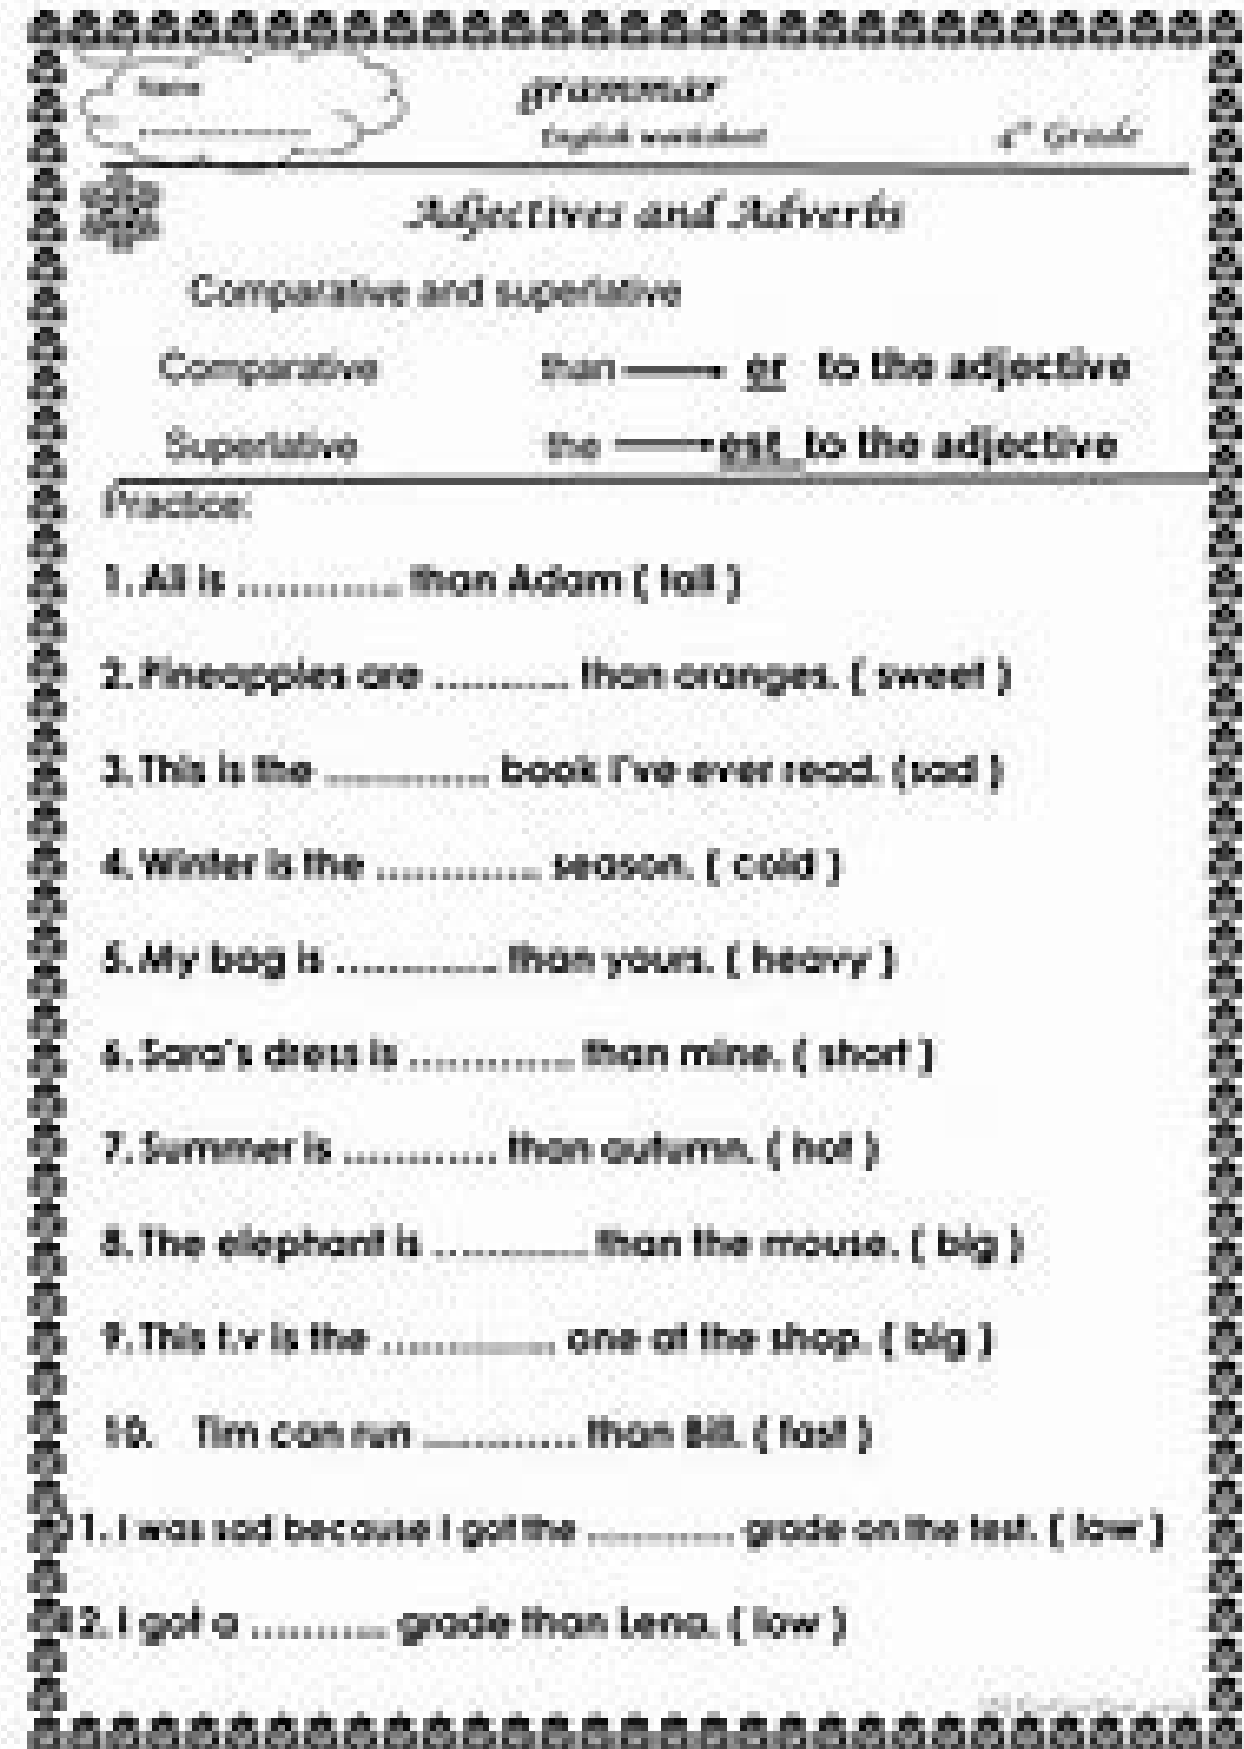 Name
grammar
English worksheet
4th Grade
Adjectives and Adverbs
Comparative and superlative
Comparative than er to the adjective
Superlative the est to the adjective
Practice:
1. Ali is ............ than Adam ( tall )
2. Pineapples are .......... than oranges. ( sweet )
3. This is the ............ book I've ever read. (sad )
4. Winter is the ............ season. ( cold )
5. My bag is ............ than yours. ( heavy )
6. Sara's dress is ............ than mine. ( short )
7. Summer is ............ than autumn. ( hot )
8. The elephant is ............ than the mouse. ( big )
9. This t.v is the ............. one at the shop. ( big )
10. Tim can run ............ than Bill. ( fast )
11. I was sad because I got the ............ grade on the test. ( low )
12. I got a .......... grade than Lena. ( low )